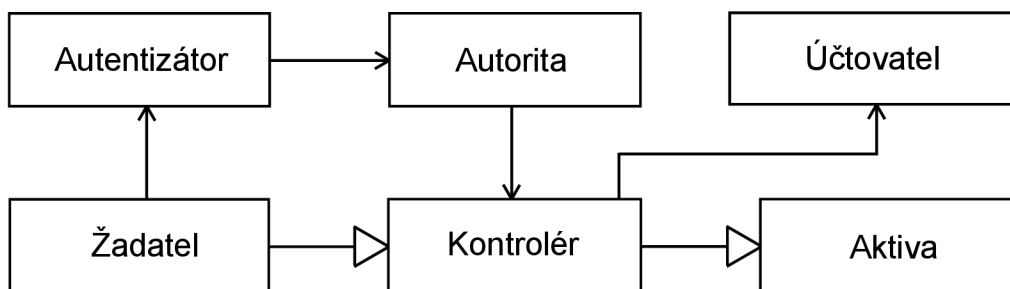 Autentizátor
Autorita
Účtovatel
Žadatel
Kontrolér
Aktiva